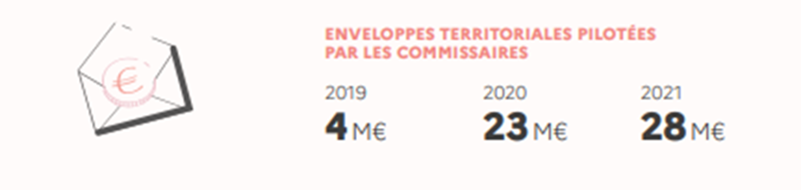 ENVELOPPES TERRITORIALES PILOTÉES
PAR LES COMMISSAIRES
2019 2020 2021
4 M€ 23 M€ 28 M€
€